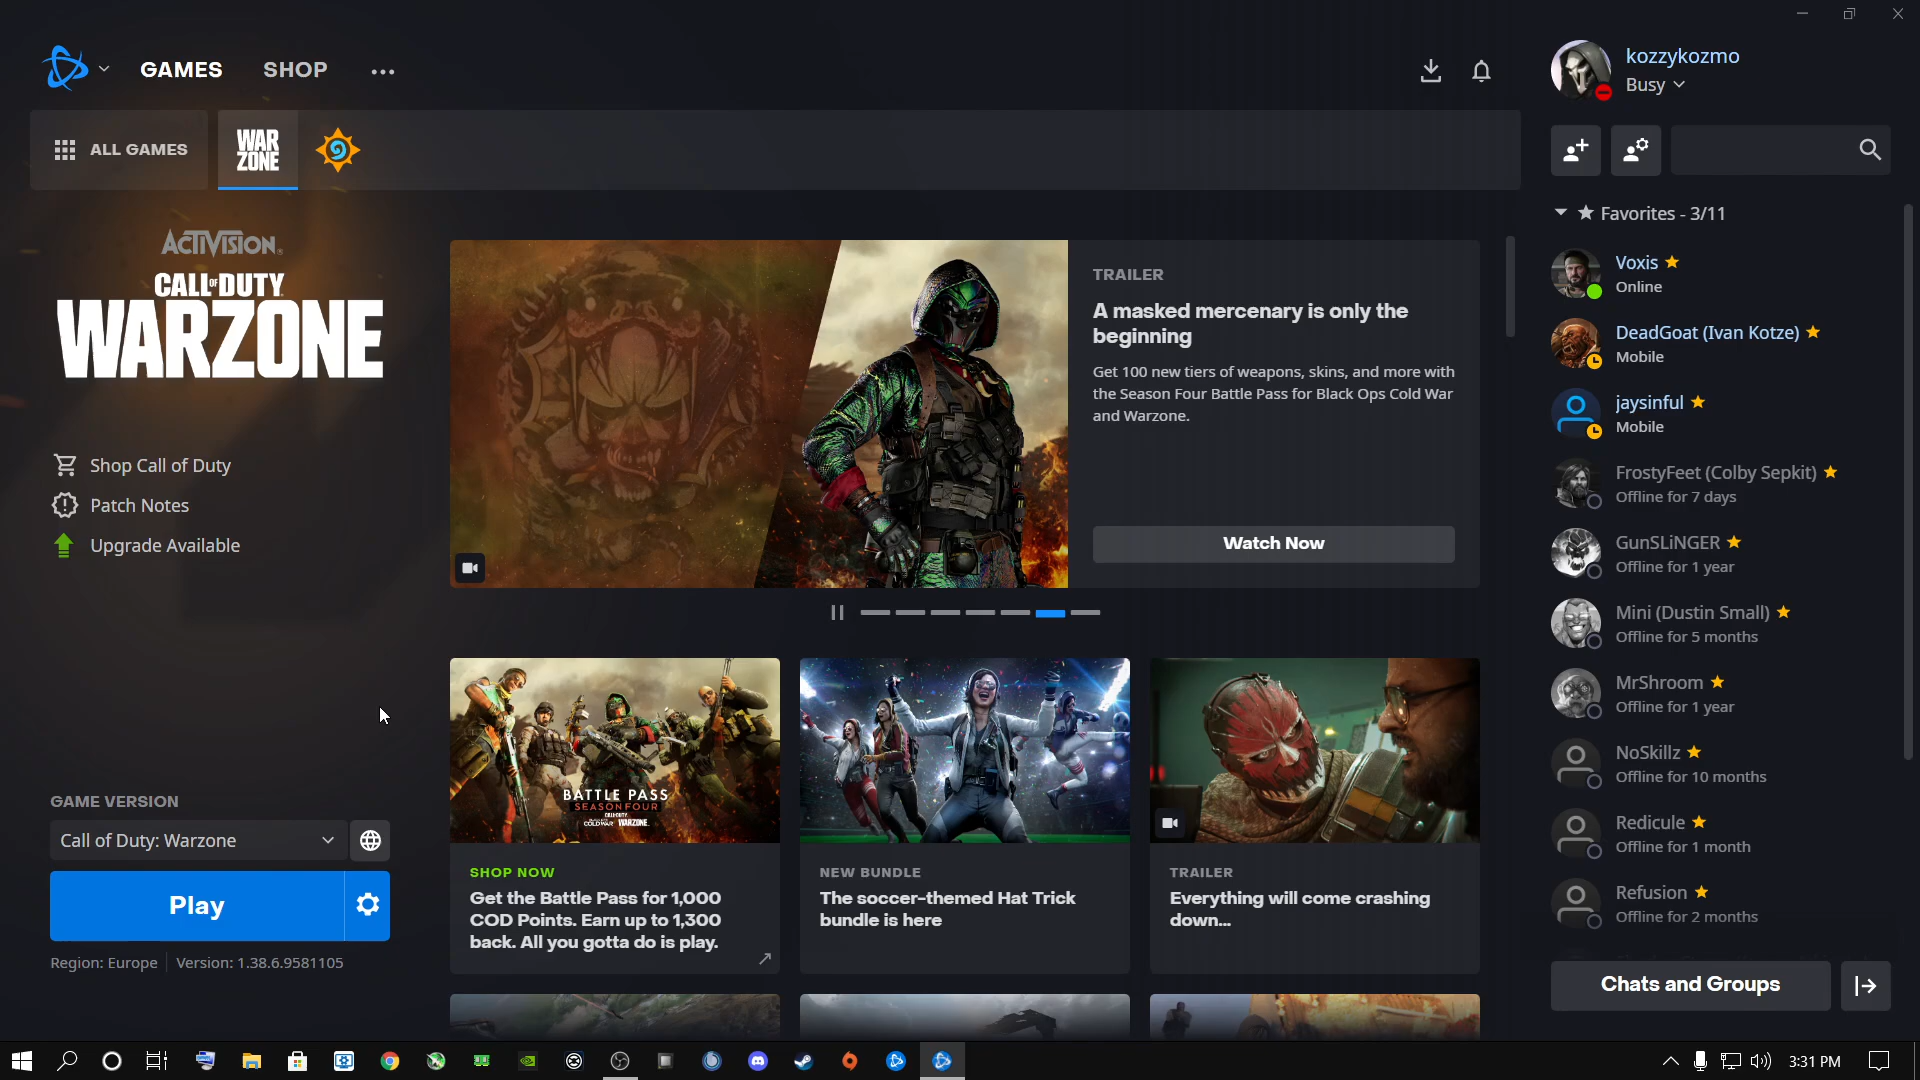 GAMES
SHOP
kozzykozmo
Busy
ALL GAMES
WAR
ZONE
Favorites - 3/11
ACTIVISION
CALL OF DUTY
WARZONE
TRAILER
A masked mercenary is only the
beginning
Get 100 new tiers of weapons, skins, and more with
the Season Four Battle Pass for Black Ops Cold War
and Warzone.
Watch Now
Shop Call of Duty
Patch Notes
Upgrade Available
Voxis
Online
DeadGoat (Ivan Kotze)
Mobile
jaysinful
Mobile
FrostyFeet (Colby Sepkit)
Offline for 7 days
GunSLiNGER
Offline for 1 year
Mini (Dustin Small)
Offline for 5 months
MrShroom
Offline for 1 year
NoSkillz
Offline for 10 months
Redicule
Offline for 1 month
Refusion
Offline for 2 months
BATTLE PASS
SEASON FOUR
CALL OF DUTY
COLD WAR WARZONE
SHOP NOW
Get the Battle Pass for 1,000
COD Points. Earn up to 1,300
back. All you gotta do is play.
NEW BUNDLE
The soccer-themed Hat Trick
bundle is here
TRAILER
Everything will come crashing
down...
GAME VERSION
Call of Duty: Warzone
Play
Region: Europe
Version: 1.38.6.9581105
Chats and Groups
3:31 PM